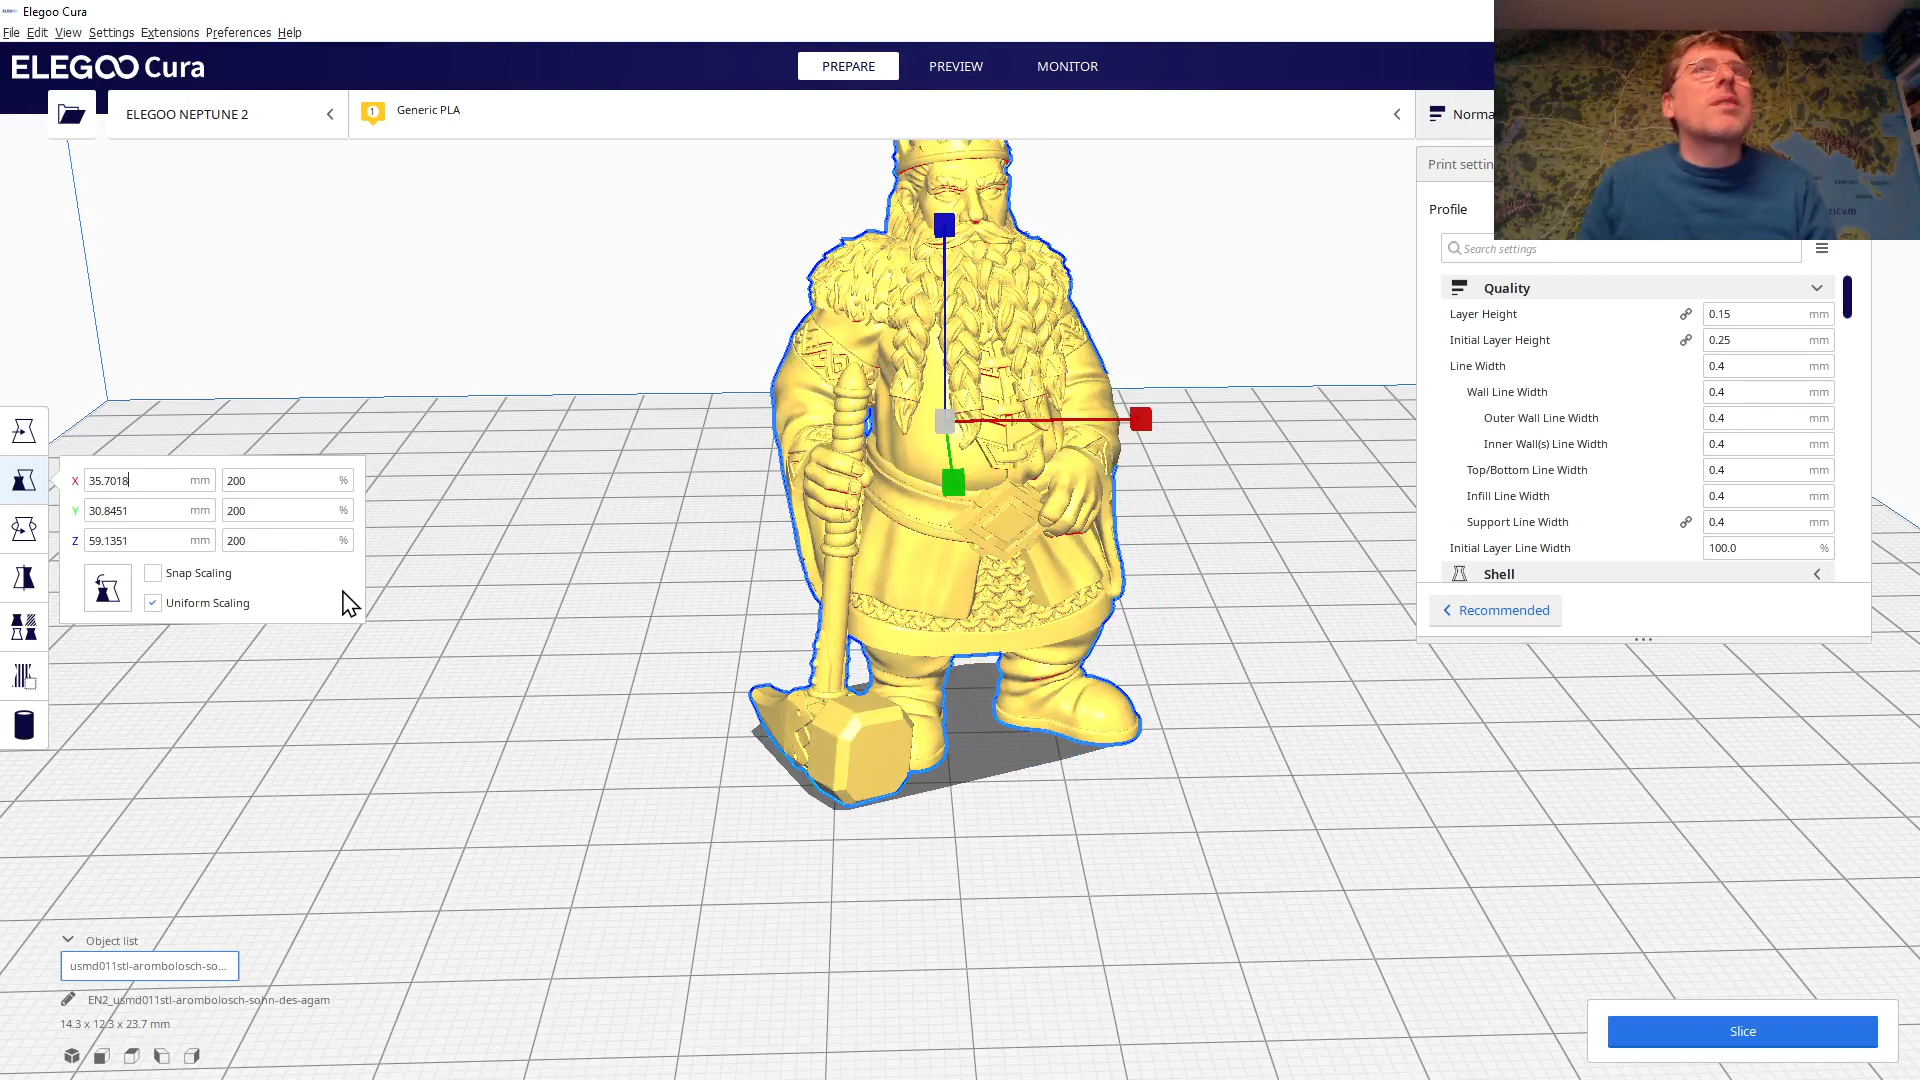 Elegoo Cura
File Edit View Settings Extensions Preferences Help
ELEGOO Cura
PREPARE
PREVIEW
MONITOR
ELEGOO NEPTUNE 2
1
Generic PLA
Norma
Print settin
Profile
Search settings
Quality
Layer Height 0.15 mm
Initial Layer Height 0.25 mm
Line Width 0.4 mm
Wall Line Width 0.4 mm
Outer Wall Line Width 0.4 mm
Inner Wall(s) Line Width 0.4 mm
Top/Bottom Line Width 0.4 mm
Infill Line Width 0.4 mm
Support Line Width 0.4 mm
Initial Layer Line Width 100.0 %
Shell
Recommended
X 35.7018 mm 200 %
Y 30.8451 mm 200 %
Z 59.1351 mm 200 %
Snap Scaling
Uniform Scaling
Object list
usmd011stl-arombolosch-so...
EN2_usmd011stl-arombolosch-sohn-des-agam
14.3 x 12.3 x 23.7 mm
Slice